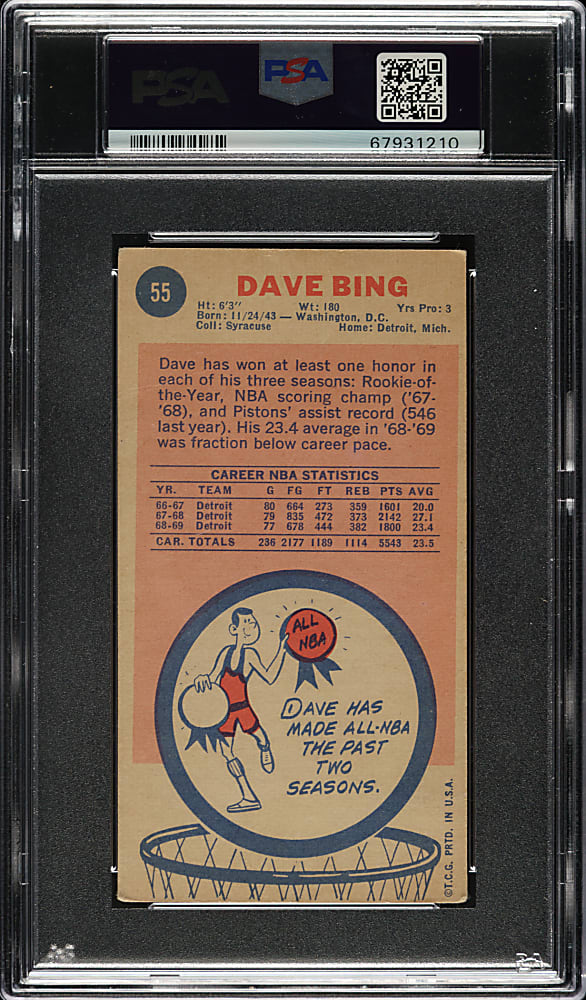 PSA PSA
67931210
55
DAVE BING
Ht: 6'3" Wt: 180 Yrs Pro: 3
Born: 11/24/43 — Washington, D.C.
Coll: Syracuse Home: Detroit, Mich.
Dave has won at least one honor in
each of his three seasons: Rookie-of-
the-Year, NBA scoring champ ('67-
'68), and Pistons' assist record (546
last year). His 23.4 average in '68-'69
was fraction below career pace.
CAREER NBA STATISTICS
YR. TEAM G FG FT REB PTS AVG
66-67 Detroit 80 664 273 359 1601 20.0
67-68 Detroit 79 835 472 373 2142 27.1
68-69 Detroit 77 678 444 382 1800 23.4
CAR. TOTALS 236 2177 1189 1114 5543 23.5
ALL
NBA
DAVE HAS
MADE ALL-NBA
THE PAST
TWO
SEASONS.
©T.C.G. PRTD. IN U.S.A.